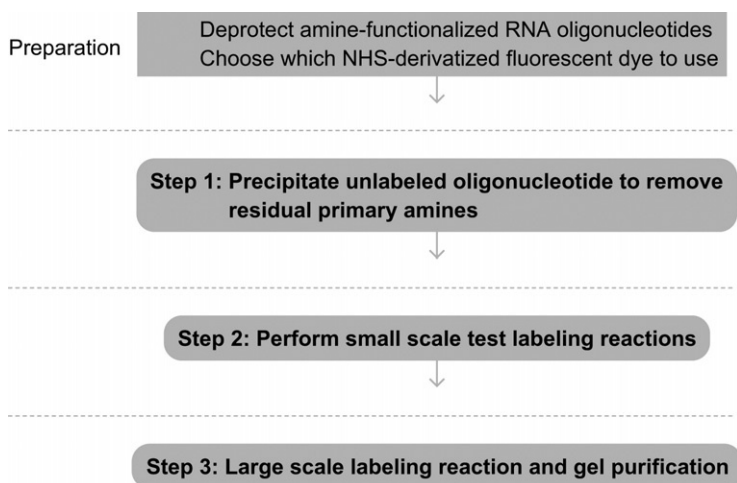 Preparation
Deprotect amine-functionalized RNA oligonucleotides
Choose which NHS-derivatized fluorescent dye to use
Step 1: Precipitate unlabeled oligonucleotide to remove
residual primary amines
Step 2: Perform small scale test labeling reactions
Step 3: Large scale labeling reaction and gel purification